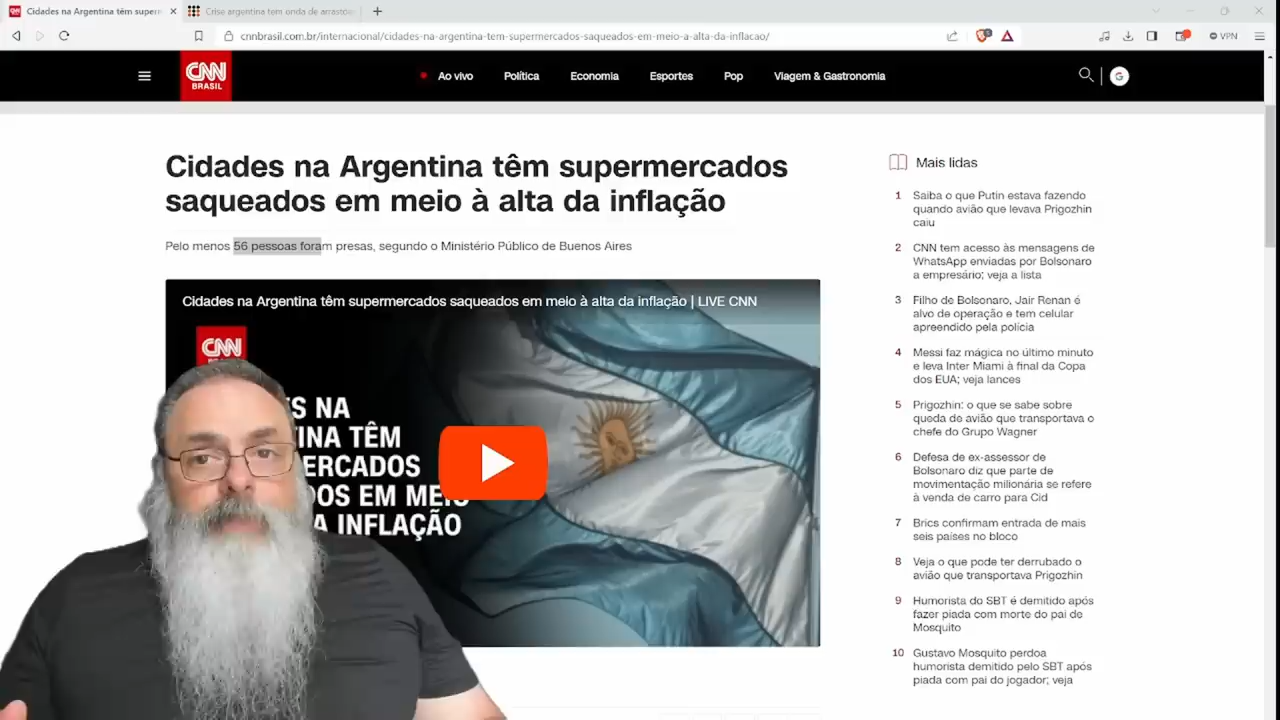 Cidades na Argentina têm super
Crise argentina tem onda de arrastõe
cnnbrasil.com.br/internacional/cidades-na-argentina-tem-supermercados-saqueados-em-meio-a-alta-da-inflacao/
VPN
CNN
BRASIL
Ao vivo
Política
Economia
Esportes
Pop
Viagem & Gastronomia
G
Cidades na Argentina têm supermercados
saqueados em meio à alta da inflação
Pelo menos 56 pessoas foram presas, segundo o Ministério Público de Buenos Aires
Cidades na Argentina têm supermercados saqueados em meio à alta da inflação | LIVE CNN
CNN
S NA
TINA TÊM
ERCADOS
DOS EM MEIO
A INFLAÇÃO
Mais lidas
1 Saiba o que Putin estava fazendo
quando avião que levava Prigozhin
caiu
2 CNN tem acesso às mensagens de
WhatsApp enviadas por Bolsonaro
a empresário; veja a lista
3 Filho de Bolsonaro, Jair Renan é
alvo de operação e tem celular
apreendido pela polícia
4 Messi faz mágica no último minuto
e leva Inter Miami à final da Copa
dos EUA; veja lances
5 Prigozhin: o que se sabe sobre
queda de avião que transportava o
chefe do Grupo Wagner
6 Defesa de ex-assessor de
Bolsonaro diz que parte de
movimentação milionária se refere
à venda de carro para Cid
7 Brics confirmam entrada de mais
seis países no bloco
8 Veja o que pode ter derrubado o
avião que transportava Prigozhin
9 Humorista do SBT é demitido após
fazer piada com morte do pai de
Mosquito
10 Gustavo Mosquito perdoa
humorista demitido pelo SBT após
piada com pai do jogador; veja